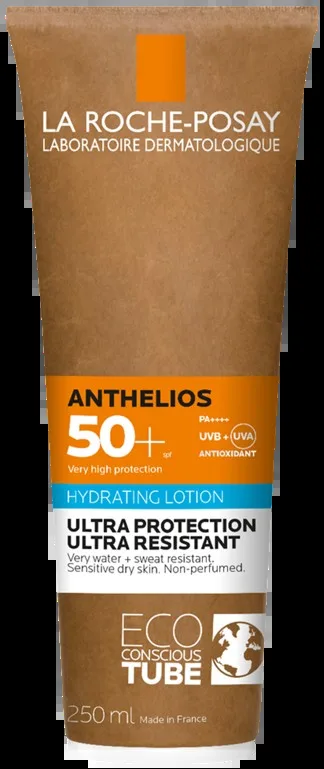 LA ROCHE-POSAY
LABORATOIRE DERMATOLOGIQUE
ANTHELIOS
50+ spf
PA++++
UVB + UVA
ANTIOXIDANT
Very high protection
HYDRATING LOTION
ULTRA PROTECTION
ULTRA RESISTANT
Very water + sweat resistant.
Sensitive dry skin. Non-perfumed.
ECO
CONSCIOUS
TUBE
250 ml Made in France